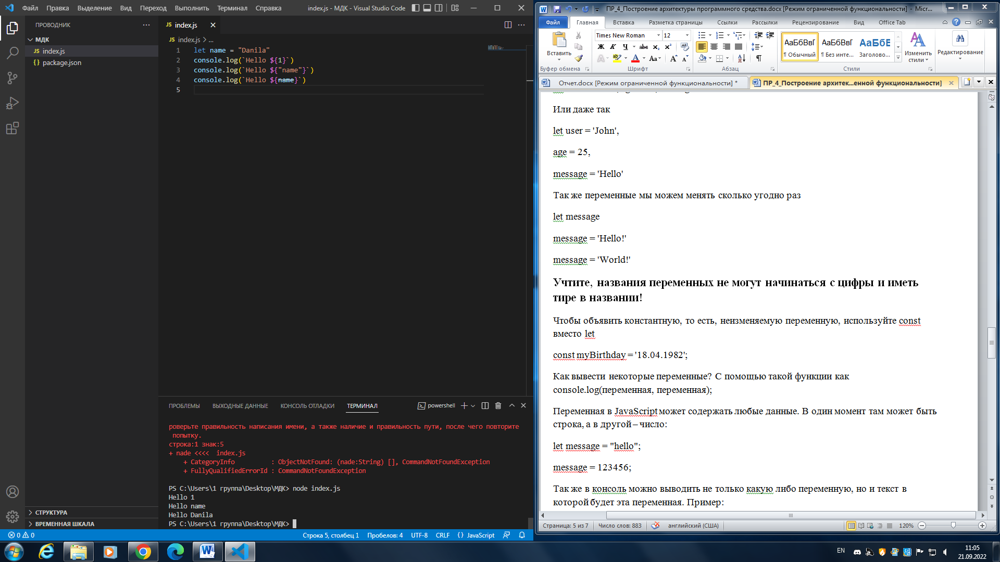 Файл Правка Выделение Вид Переход Выполнить Терминал Справка index.js - МДК - Visual Studio Code
ПРОВОДНИК
МДК
index.js
package.json
СТРУКТУРА
ВРЕМЕННАЯ ШКАЛА
JS index.js
JS index.js > ...
1 let name = "Danila"
2 console.log(`Hello ${1}`)
3 console.log(`Hello ${"name"}`)
4 console.log(`Hello ${name}`)
5
ПРОБЛЕМЫ ВЫХОДНЫЕ ДАННЫЕ КОНСОЛЬ ОТЛАДКИ ТЕРМИНАЛ powershell
роверьте правильность написания имени, а также наличие и правильность пути, после чего повторите
попытку.
строка:1 знак:5
+ nade <<<< index.js
+ CategoryInfo : ObjectNotFound: (nade:String) [], CommandNotFoundException
+ FullyQualifiedErrorId : CommandNotFoundException
PS C:\Users\1 группа\Desktop\МДК> node index.js
Hello 1
Hello name
Hello Danila
PS C:\Users\1 группа\Desktop\МДК>
0 0 Строка 5, столбец 1 Пробелов: 4 UTF-8 CRLF {} JavaScript
ПР_4_Построение архитектуры программного средства.docx [Режим ограниченной функциональности] - Micr...
Файл Главная Вставка Разметка страницы Ссылки Рассылки Рецензирование Вид Office Tab
Times New Roman 12
Вставить
Ж К Ч abc x₂ x²
Aa
АаБбВвГ АаБбВвГ АаБбЕ
¶ Обычный ¶ Без инте... Заголово...
Изменить стили
Редактирование
Буфер обмена Шрифт Абзац Стили
Отчет.docx [Режим ограниченной функциональности] * ПР_4_Построение архитек...енной функциональности]
Или даже так
let user = 'John',
age = 25,
message = 'Hello'
Так же переменные мы можем менять сколько угодно раз
let message
message = 'Hello!'
message = 'World!'
Учтите, названия переменных не могут начинаться с цифры и иметь
тире в названии!
Чтобы объявить константную, то есть, неизменяемую переменную, используйте const
вместо let
const myBirthday = '18.04.1982';
Как вывести некоторые переменные? С помощью такой функции как
console.log(переменная, переменная);
Переменная в JavaScript может содержать любые данные. В один момент там может быть
строка, а в другой – число:
let message = "hello";
message = 123456;
Так же в консоль можно выводить не только какую либо переменную, но и текст в
которой будет эта переменная. Пример:
Страница: 5 из 7 Число слов: 883 английский (США) 120%
EN 11:05
21.09.2022